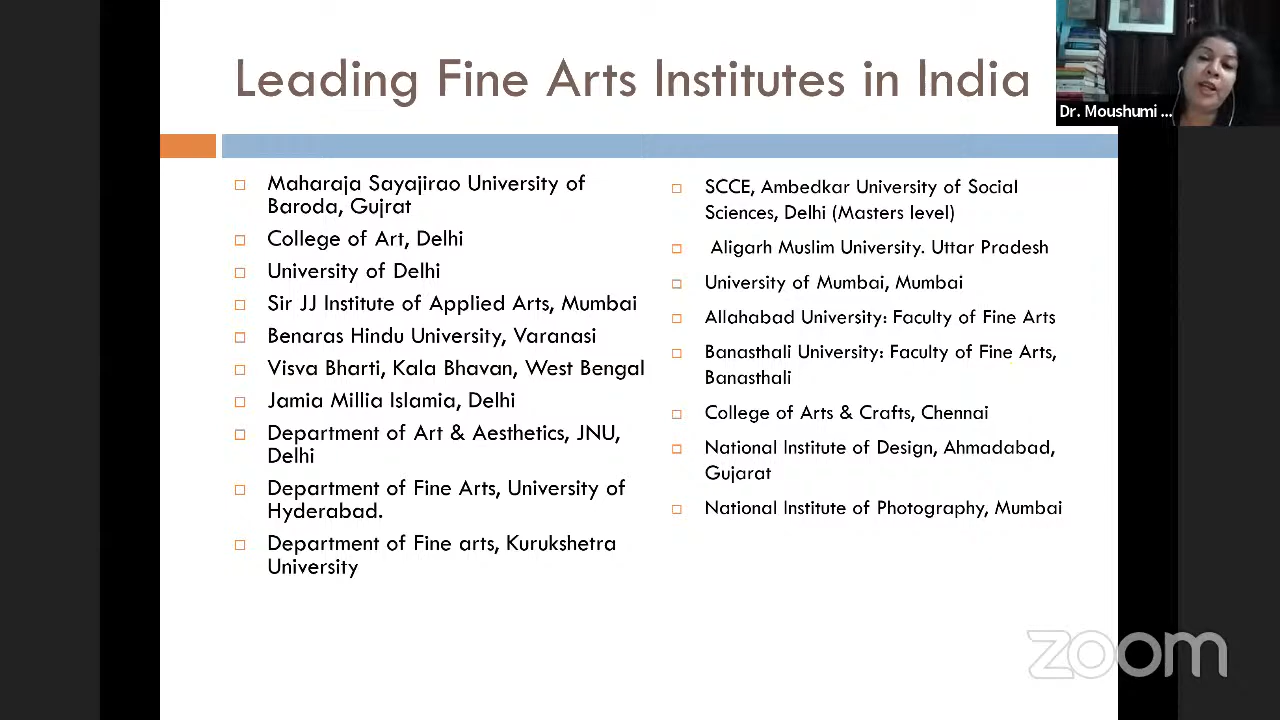 Leading Fine Arts Institutes in India
Dr. Moushumi ...
Maharaja Sayajirao University of
Baroda, Gujrat
College of Art, Delhi
University of Delhi
Sir JJ Institute of Applied Arts, Mumbai
Benaras Hindu University, Varanasi
Visva Bharti, Kala Bhavan, West Bengal
Jamia Millia Islamia, Delhi
Department of Art & Aesthetics, JNU,
Delhi
Department of Fine Arts, University of
Hyderabad.
Department of Fine arts, Kurukshetra
University
SCCE, Ambedkar University of Social
Sciences, Delhi (Masters level)
Aligarh Muslim University. Uttar Pradesh
University of Mumbai, Mumbai
Allahabad University: Faculty of Fine Arts
Banasthali University: Faculty of Fine Arts,
Banasthali
College of Arts & Crafts, Chennai
National Institute of Design, Ahmadabad,
Gujarat
National Institute of Photography, Mumbai
zoom